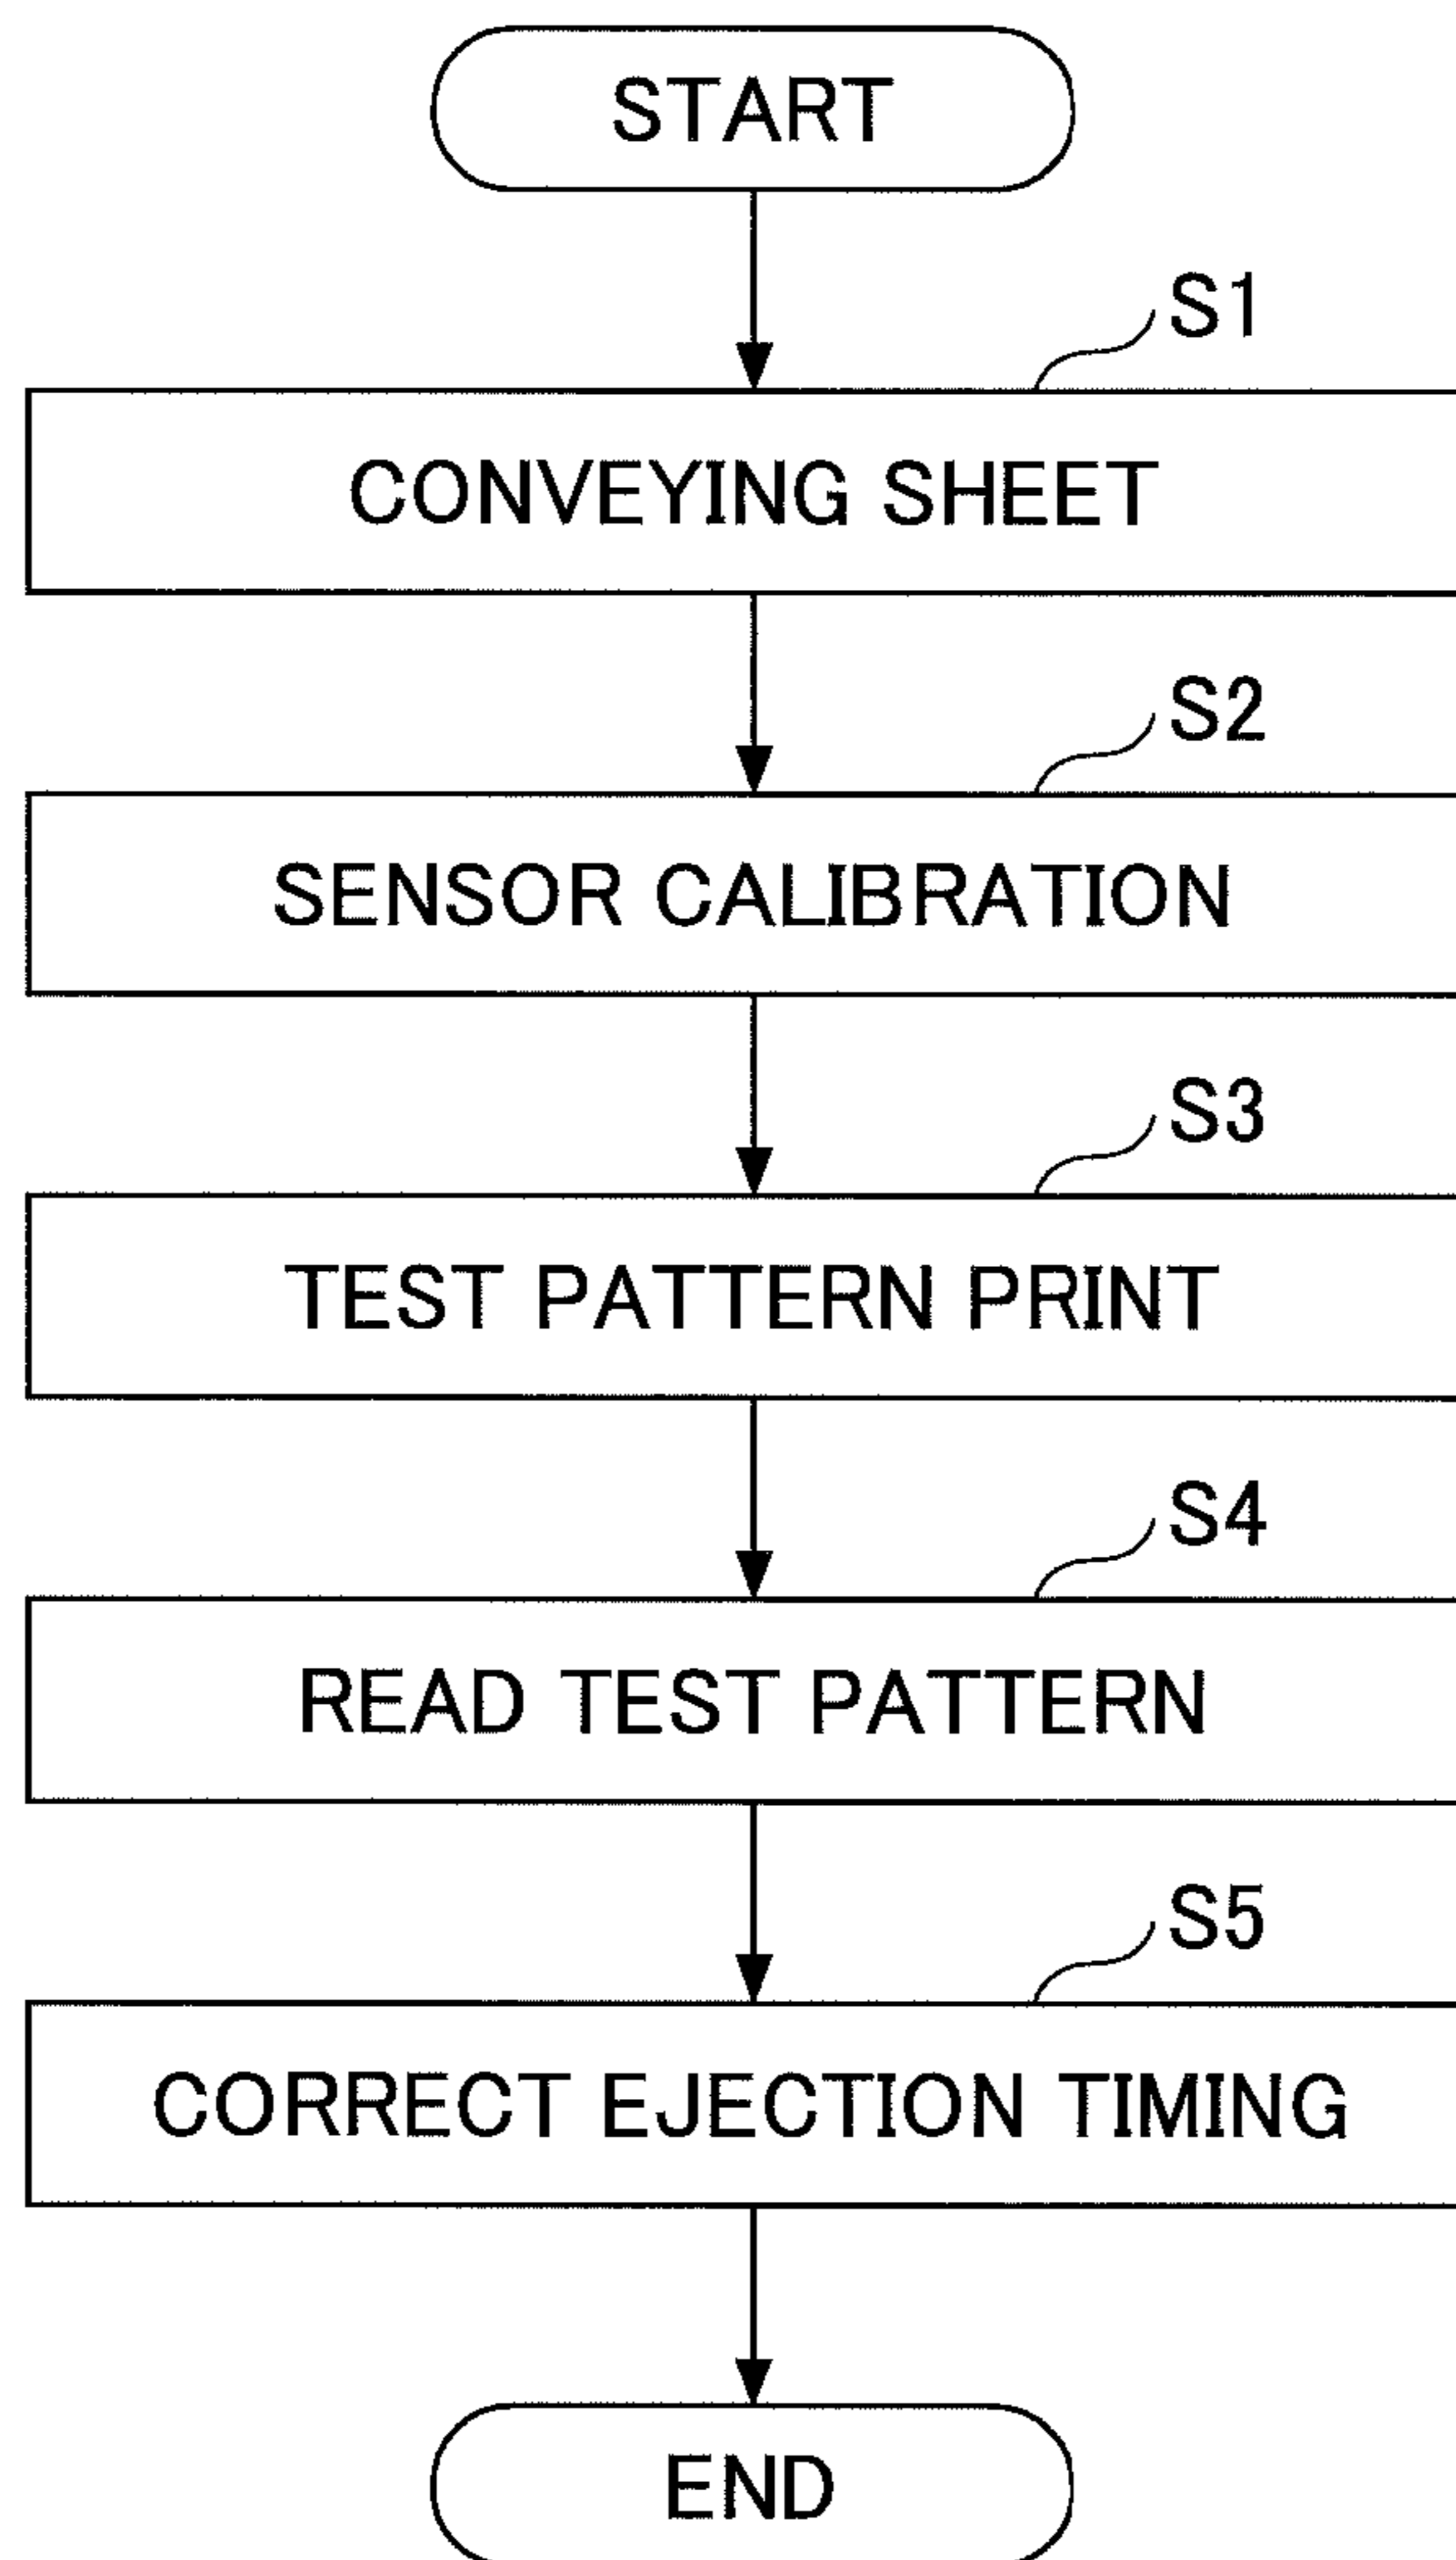 START
S1
CONVEYING SHEET
S2
SENSOR CALIBRATION
S3
TEST PATTERN PRINT
S4
READ TEST PATTERN
S5
CORRECT EJECTION TIMING
END